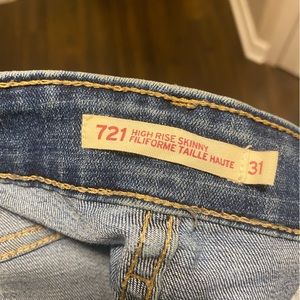 721 HIGH RISE SKINNY
FILIFORME TAILLE HAUTE
31